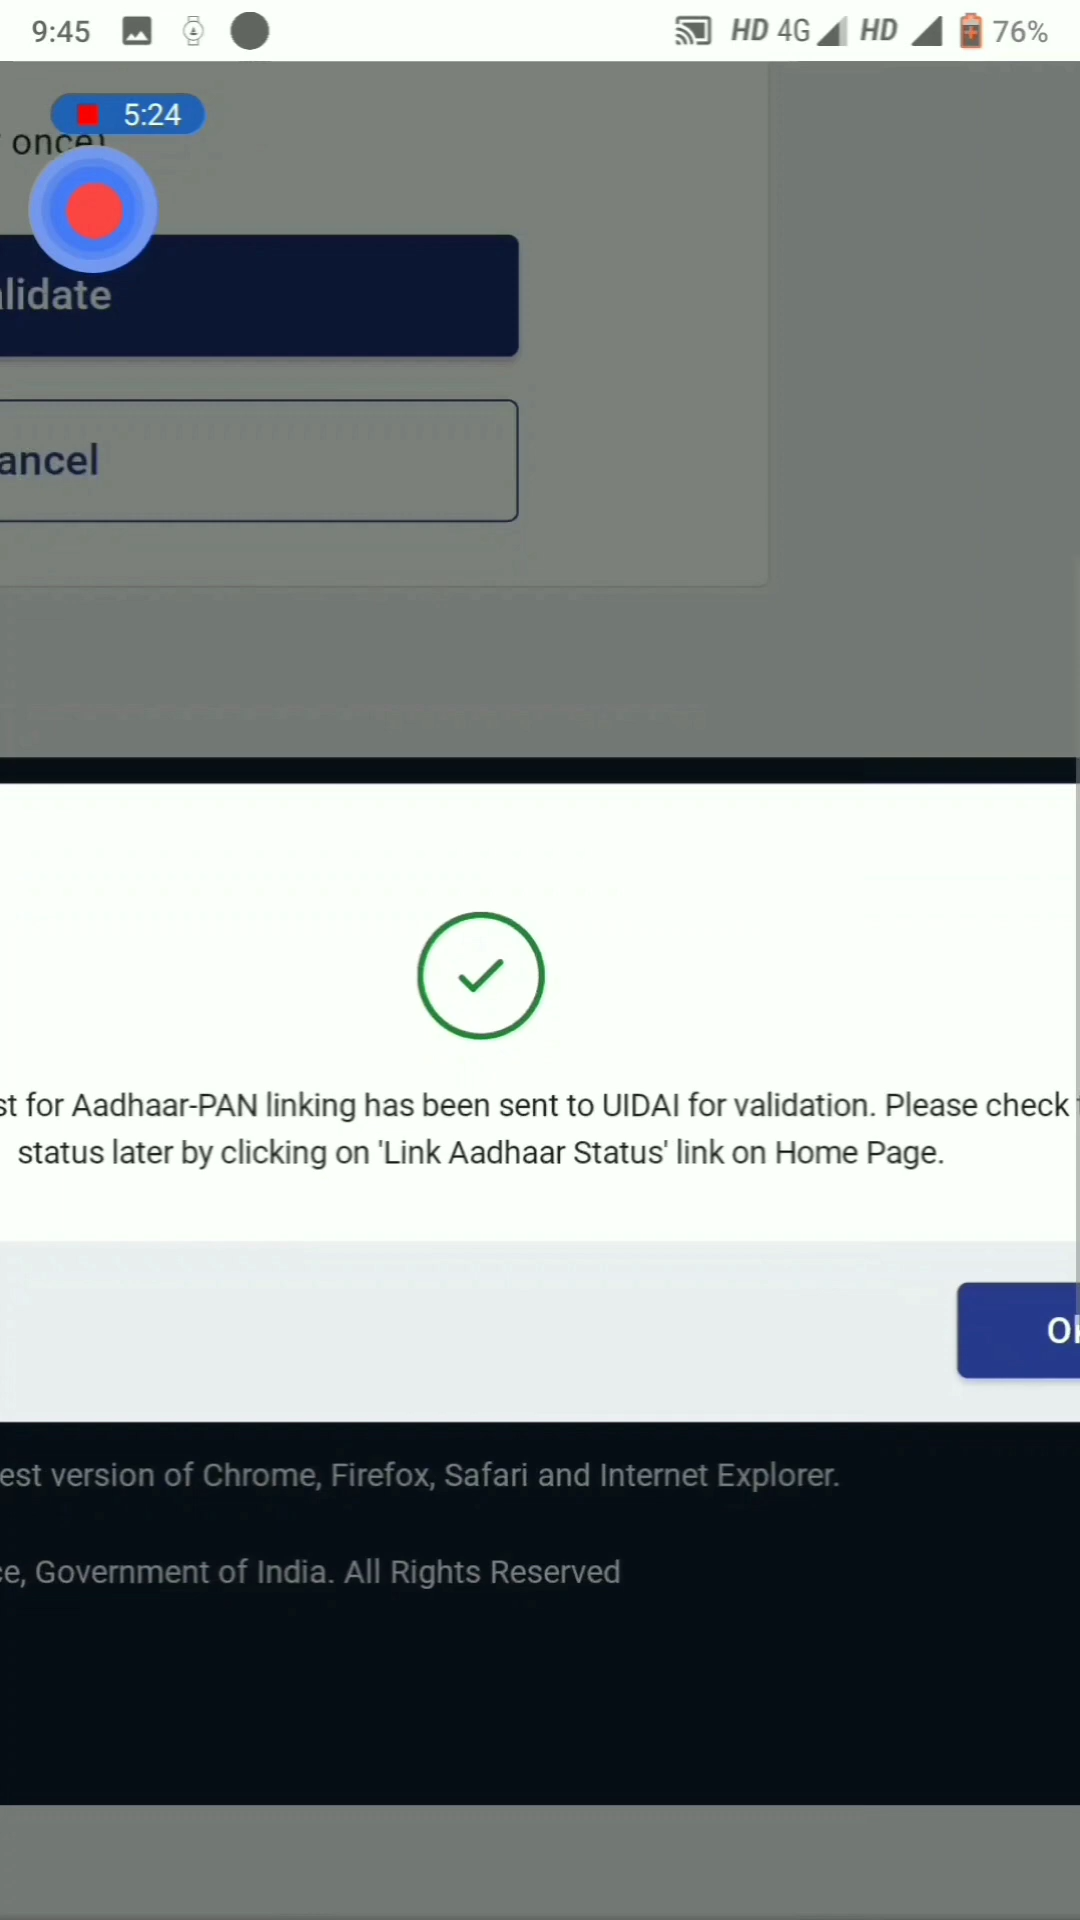 9:45 HD 4G HD 76%
5:24
once)
lidate
ancel
st for Aadhaar-PAN linking has been sent to UIDAI for validation. Please check
status later by clicking on 'Link Aadhaar Status' link on Home Page.
Ok
est version of Chrome, Firefox, Safari and Internet Explorer.
ce, Government of India. All Rights Reserved